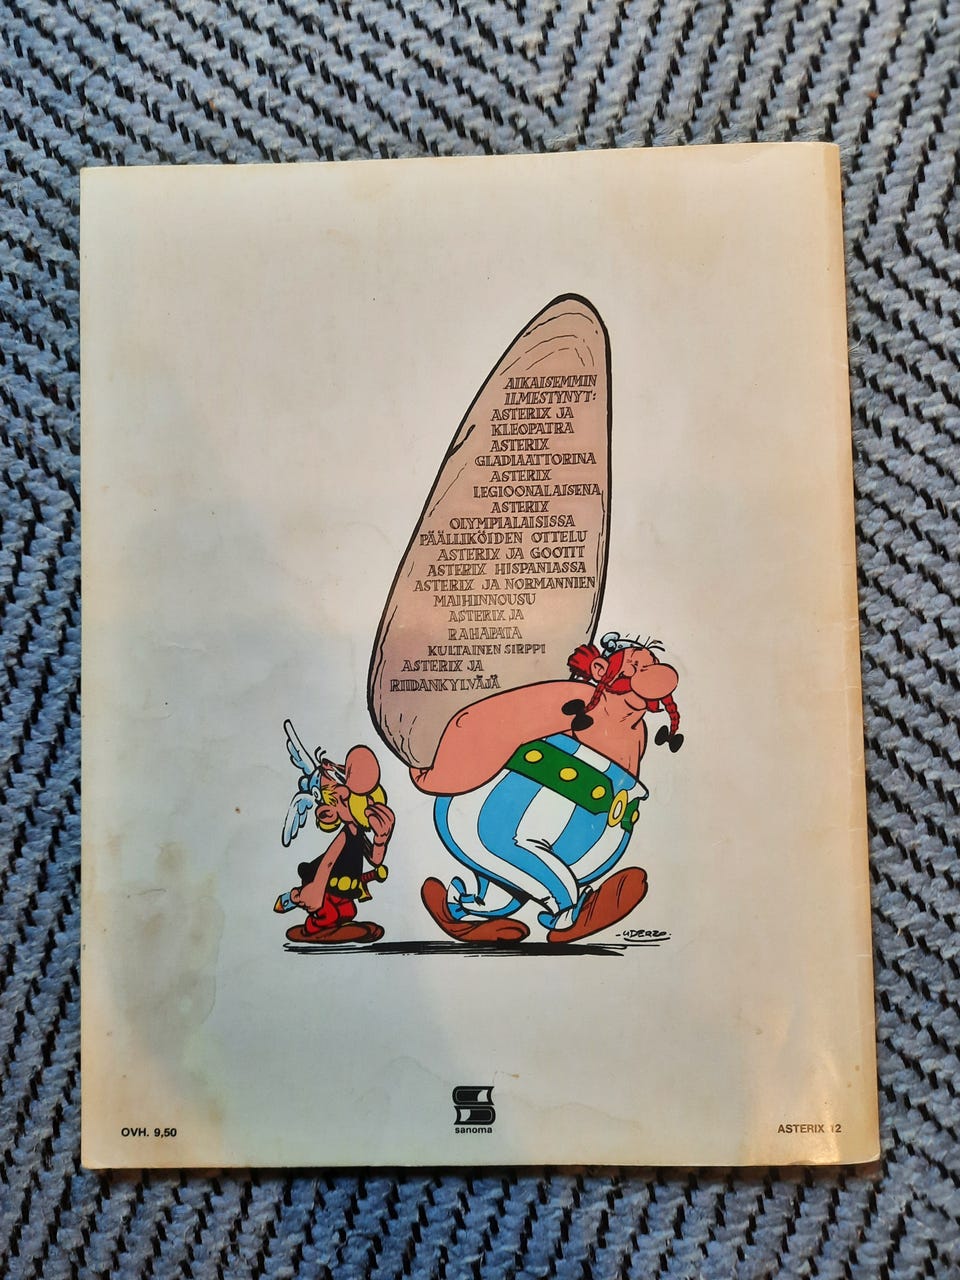 AIKAISEMMIN
ILMESTYNYT:
ASTERIX JA
KLEOPATRA
ASTERIX
GLADIAATTORINA
ASTERIX
LEGIOONALAISENA
ASTERIX
OLYMPIALAISISSA
PÄÄLLIKÖIDEN OTTELU
ASTERIX JA GOOTIT
ASTERIX HISPANIASSA
ASTERIX JA NORMANNIEN
MAIHINNOUSU
ASTERIX JA
RAHAPATA
KULTAINEN SIRPPI
ASTERIX JA
RIIDANKYLVÄJÄ
-UDERZO-
sanoma
OVH. 9,50
ASTERIX 12